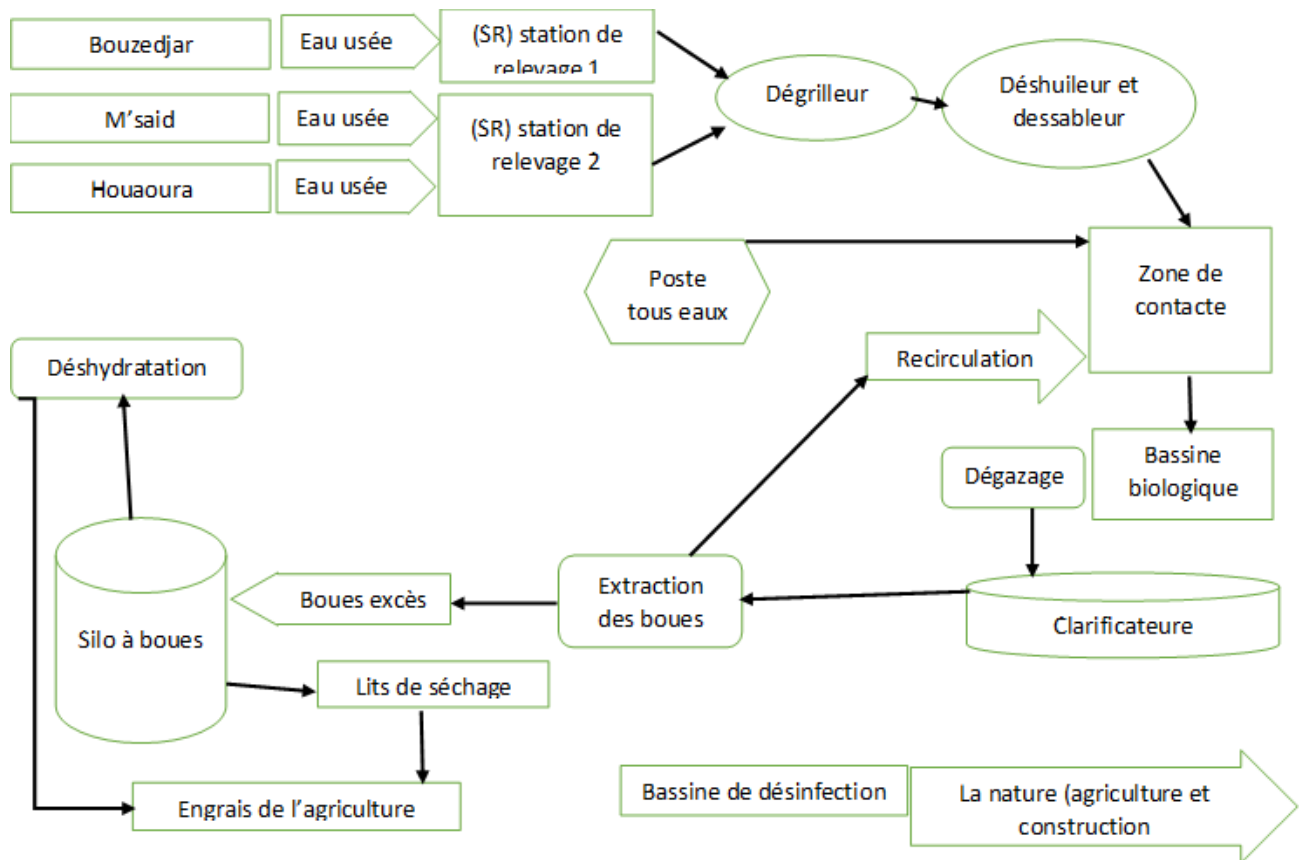 Bouzedjar
Eau usée
(SR) station de
relevage 1
Dégrilleur
Déshuileur et
dessableur
M'said
Eau usée
(SR) station de
relevage 2
Houaoura
Eau usée
Poste
tous eaux
Zone de
contacte
Recirculation
Déshydratation
Dégazage
Bassine
biologique
Silo à boues
Boues excès
Extraction
des boues
Clarificateure
Lits de séchage
Engrais de l'agriculture
Bassine de désinfection
La nature (agriculture et
construction